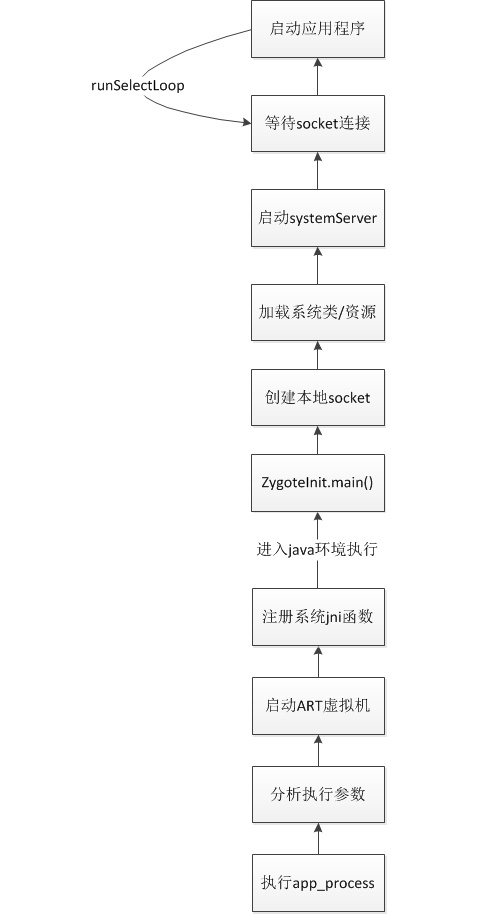 启动应用程序
runSelectLoop
等待socket连接
启动systemServer
加载系统类/资源
创建本地socket
ZygoteInit.main()
进入java环境执行
注册系统jni函数
启动ART虚拟机
分析执行参数
执行app_process